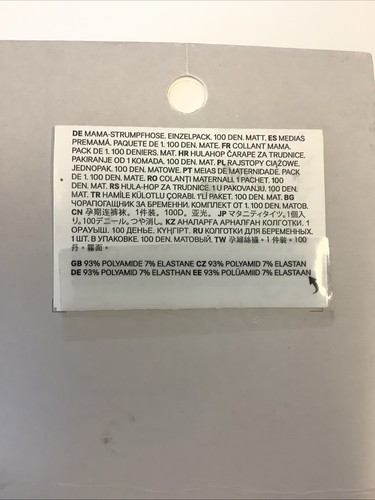 DE MAMA-STRUMPFHOSE. EINZELPACK. 100 DEN. MATT, ES MEDIAS
PREMAMÁ. PAQUETE DE 1. 100 DEN. MATE. FR COLLANT MAMA,
PACK DE 1. 100 DENIERS. MAT. HR HULAHOP ČARAPE ZA TRUDNICE,
PAKIRANJE OD 1 KOMADA. 100 DEN. MAT. PL RAJSTOPY CIĄŻOWE.
JEDNOPAK. 100 DEN. MATOWE. PT MEIAS DE MATERNIDADE. PACK
DE 1. 100 DEN. MATE. RO COLANȚI MATERNALI. 1 PACHET. 100
DEN. MAT. RS HULA-HOP ZA TRUDNICE. 1 U PAKOVANJU. 100 DEN.
MAT. TR HAMİLE KÜLOTLU ÇORABI. 1'Lİ PAKET. 100 DEN. MAT. BG
ЧОРАПОГАЩНИК ЗА БРЕМЕННИ. КОМПЛЕКТ ОТ 1. 100 DEN. МАТОВ.
CN 孕期连裤袜。1件装。100D。亚光。JP マタニティタイツ。1個入
り。100デニール。つや消し。KZ АНАЛАРҒА АРНАЛҒАН КОЛГОТКИ. 1
ОРАУЫШ. 100 ДЕНЬЕ. КҮҢГІРТ. RU КОЛГОТКИ ДЛЯ БЕРЕМЕННЫХ.
1 ШТ. В УПАКОВКЕ. 100 DEN. МАТОВЫЙ. TW 孕婦絲襪。1 件裝。100
丹。霧面。
GB 93% POLYAMIDE 7% ELASTANE CZ 93% POLYAMID 7% ELASTAN
DE 93% POLYAMID 7% ELASTHAN EE 93% POLÜAMIID 7% ELASTAAN